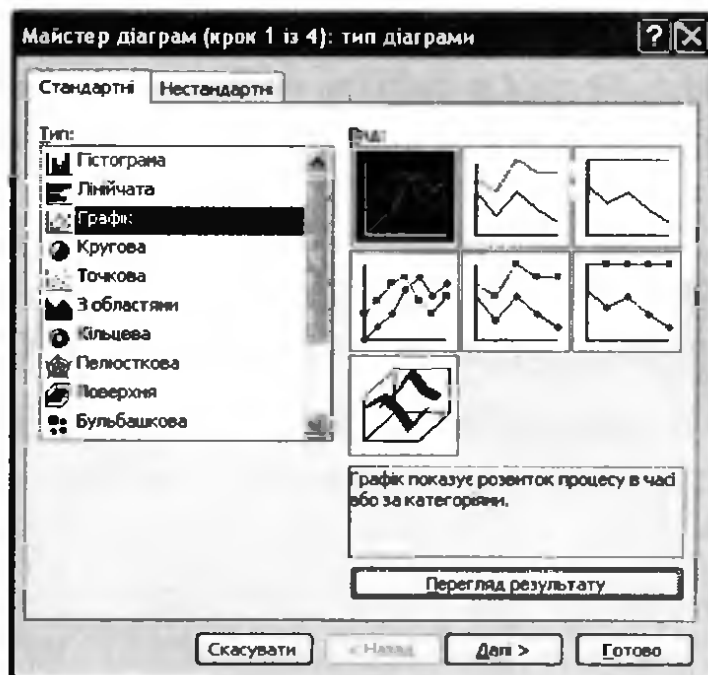 Майстер діаграм (крок 1 із 4): тип діаграми
Стандартні Нестандартні
Тип:
Вид:
Гістограма
Лінійчата
Графік
Кругова
Точкова
З областями
Кільцева
Пелюсткова
Поверхня
Бульбашкова
Графік показує розвиток процесу в часі
або за категоріями.
Перегляд результату
Скасувати < Назад Далі > Готово